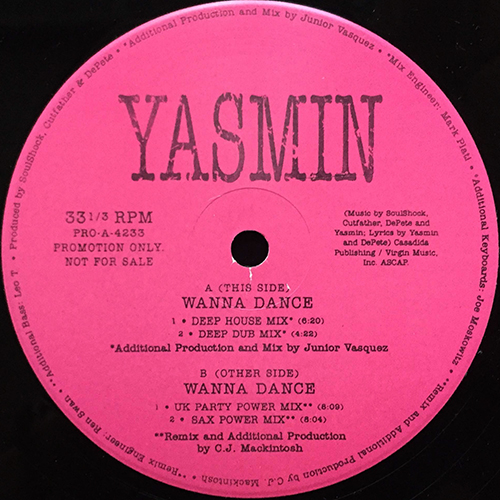 • Produced by SoulShock, Cutfather & DePete • *Additional Production and Mix by Junior Vasquez • *Mix Engineer: Mark Plati • *Additional Keyboards: Joe Moskowitz • **Remix and Additional Production by C.J. Mackintosh • **Remix Engineer: Ren Swan • **Additional Bass: Leo T.
YASMIN
33 1/3 RPM
PRO-A-4233
PROMOTION ONLY.
NOT FOR SALE
(Music by SoulShock,
Cutfather, DePete and
Yasmin; Lyrics by Yasmin
and DePete) Casadida
Publishing / Virgin Music,
Inc. ASCAP.
A (THIS SIDE)
WANNA DANCE
1 • DEEP HOUSE MIX* (6:20)
2 • DEEP DUB MIX* (4:22)
*Additional Production and Mix by Junior Vasquez
B (OTHER SIDE)
WANNA DANCE
1 • UK PARTY POWER MIX** (8:09)
2 • SAX POWER MIX** (8:04)
**Remix and Additional Production
by C.J. Mackintosh